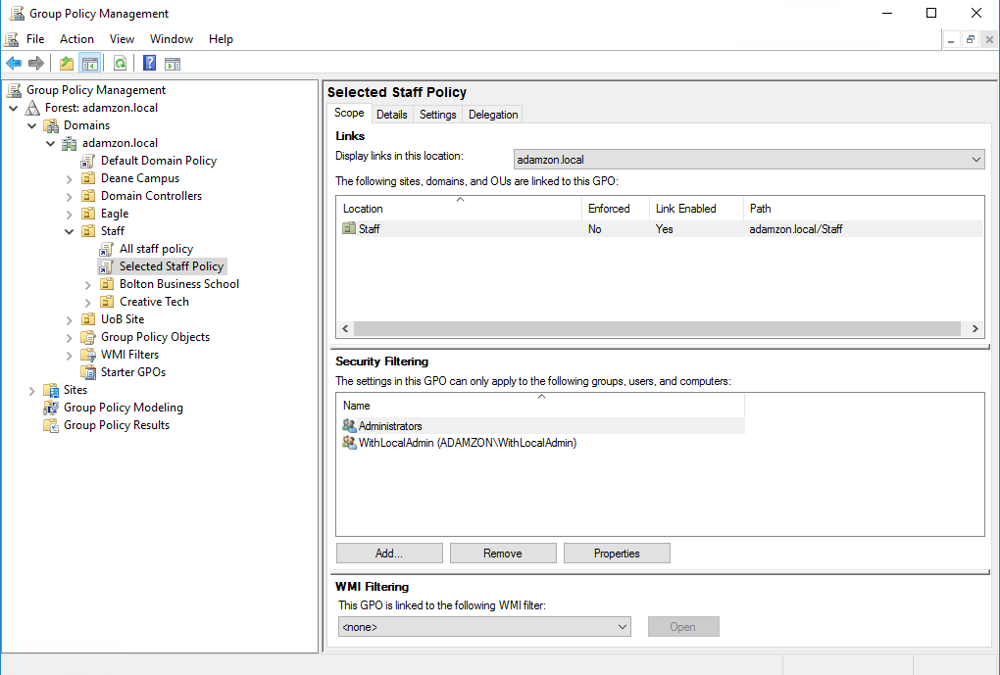 Group Policy Management
File Action View Window Help
Group Policy Management
Forest: adamzon.local
Domains
adamzon.local
Default Domain Policy
Deane Campus
Domain Controllers
Eagle
Staff
All staff policy
Selected Staff Policy
Bolton Business School
Creative Tech
UoB Site
Group Policy Objects
WMI Filters
Starter GPOs
Sites
Group Policy Modeling
Group Policy Results
Selected Staff Policy
Scope Details Settings Delegation
Links
Display links in this location: adamzon.local
The following sites, domains, and OUs are linked to this GPO:
Location Enforced Link Enabled Path
Staff No Yes adamzon.local/Staff
Security Filtering
The settings in this GPO can only apply to the following groups, users, and computers:
Name
Administrators
WithLocalAdmin (ADAMZON\WithLocalAdmin)
Add... Remove Properties
WMI Filtering
This GPO is linked to the following WMI filter:
<none> Open